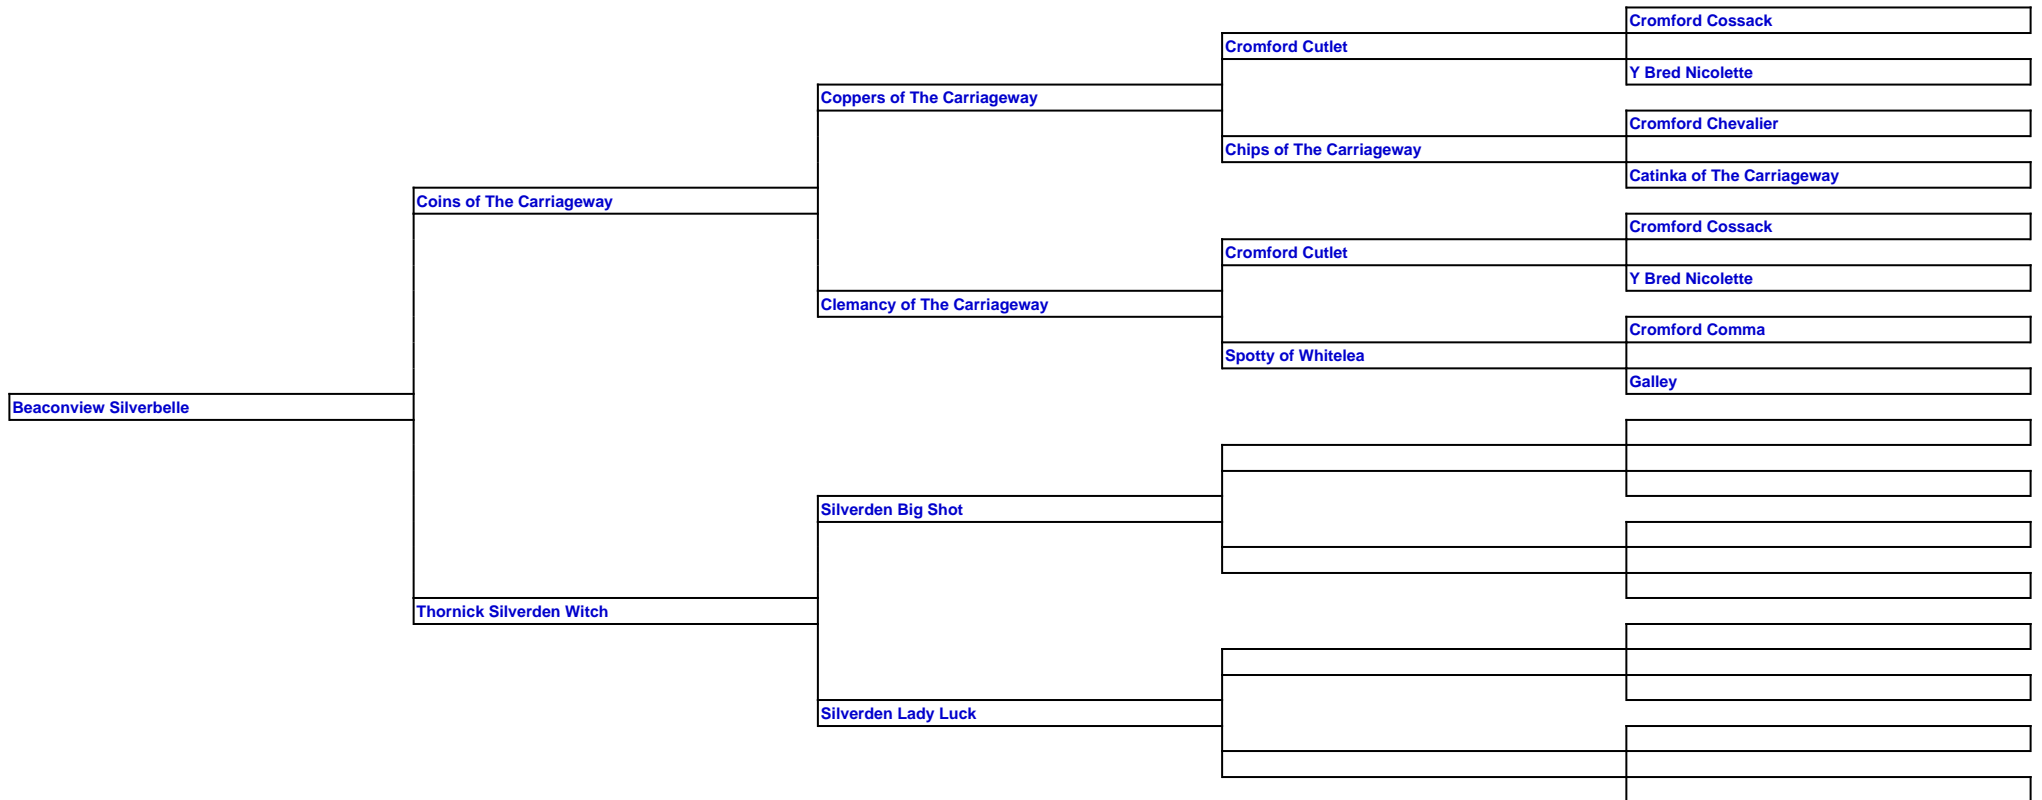 Cromford Cossack
Cromford Cutlet
Y Bred Nicolette
Coppers of The Carriageway
Cromford Chevalier
Chips of The Carriageway
Catinka of The Carriageway
Coins of The Carriageway
Cromford Cossack
Cromford Cutlet
Y Bred Nicolette
Clemancy of The Carriageway
Cromford Comma
Spotty of Whitelea
Galley
Beaconview Silverbelle
Silverden Big Shot
Thornick Silverden Witch
Silverden Lady Luck